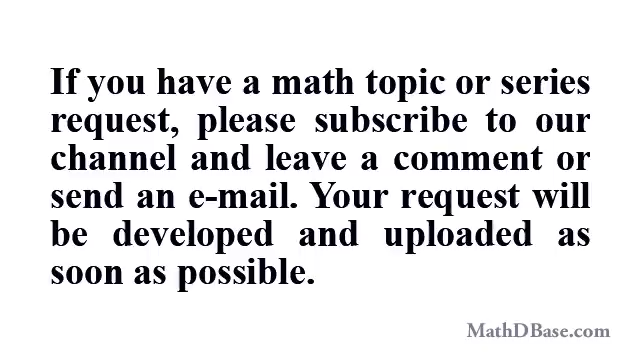 If you have a math topic or series
request, please subscribe to our
channel and leave a comment or
send an e-mail. Your request will
be developed and uploaded as
soon as possible.
MathDBase.com